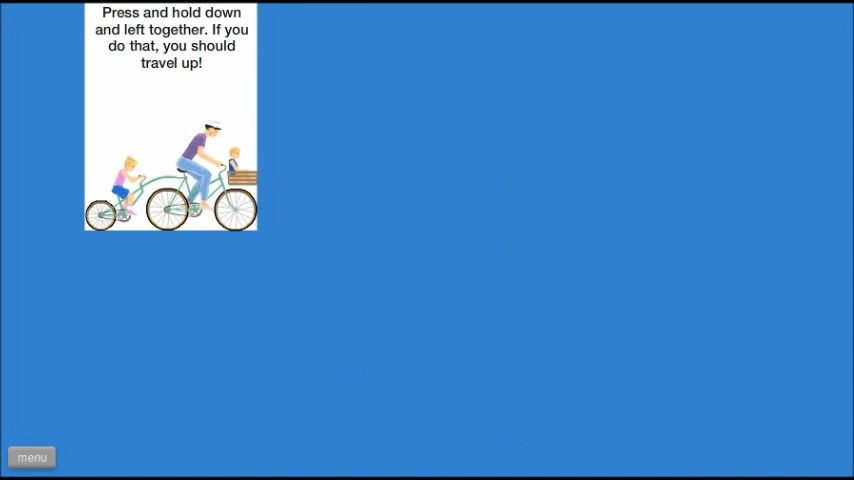 Press and hold down
and left together. If you
do that, you should
travel up!
menu